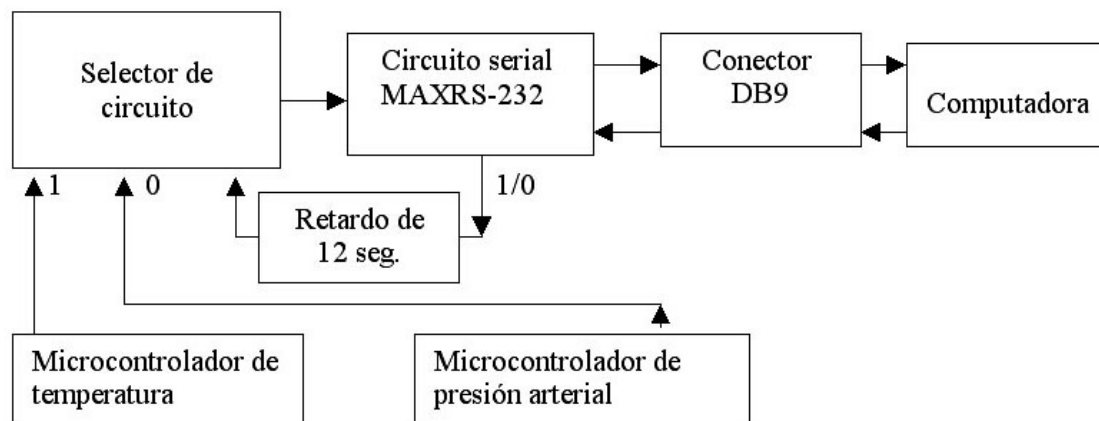 Selector de
circuito
Circuito serial
MAXRS-232
Conector
DB9
Computadora
1
0
1/0
Retardo de
12 seg.
Microcontrolador de
temperatura
Microcontrolador de
presión arterial